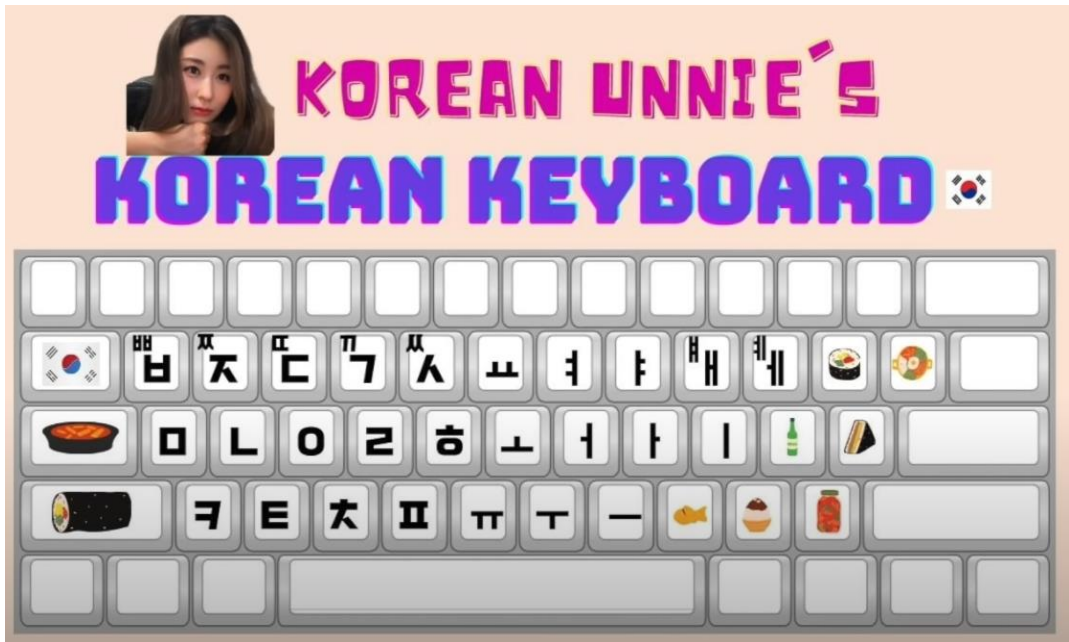 KOREAN UNNIE´S
KOREAN KEYBOARD
ㅃ ㅉ ㄸ ㄲ ㅆ ㅒ ㅖ
ㅂ ㅈ ㄷ ㄱ ㅅ ㅛ ㅕ ㅑ ㅐ ㅔ
ㅁ ㄴ ㅇ ㄹ ㅎ ㅗ ㅓ ㅏ ㅣ
ㅋ ㅌ ㅊ ㅍ ㅠ ㅜ ㅡ